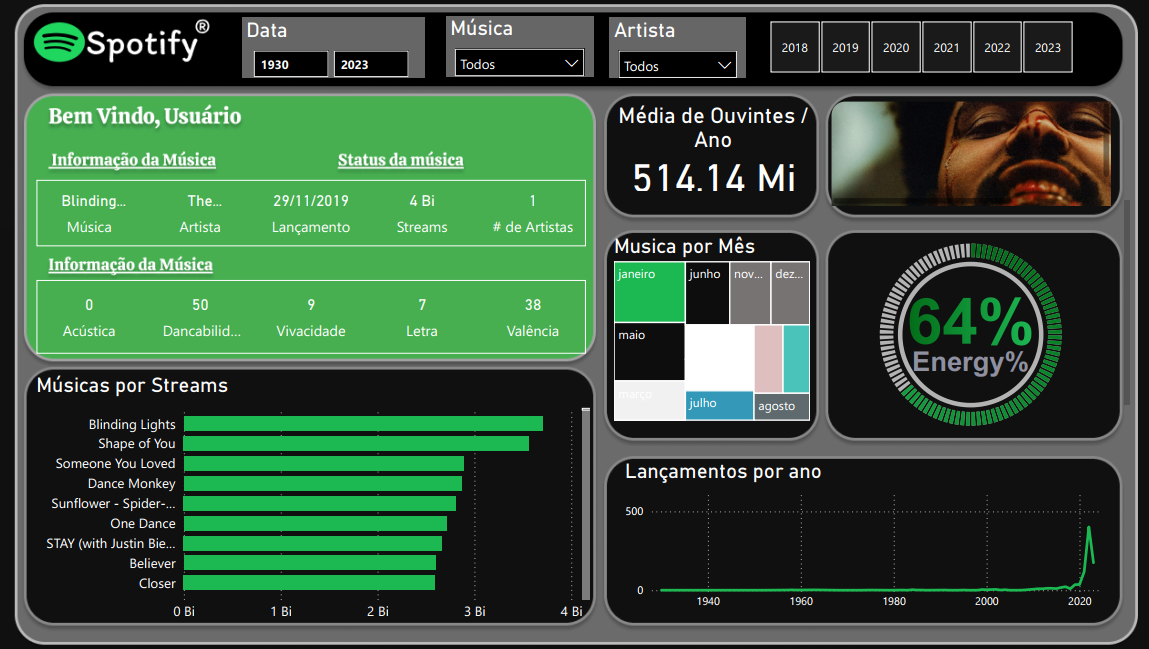 Spotify®
Data
1930 2023
Música
Todos
Artista
Todos
2018 2019 2020 2021 2022 2023
Bem Vindo, Usuário
Informação da Música Status da música
Blinding... The... 29/11/2019 4 Bi 1
Música Artista Lançamento Streams # de Artistas
Informação da Música
0 50 9 7 38
Acústica Dancabilid... Vivacidade Letra Valência
Média de Ouvintes /
Ano
514.14 Mi
Musica por Mês
janeiro junho nov... dez...
maio
março
julho
agosto
64%
Energy%
Músicas por Streams
Blinding Lights
Shape of You
Someone You Loved
Dance Monkey
Sunflower - Spider-...
One Dance
STAY (with Justin Bie...
Believer
Closer
0 Bi 1 Bi 2 Bi 3 Bi 4 Bi
Lançamentos por ano
500
0
1940 1960 1980 2000 2020